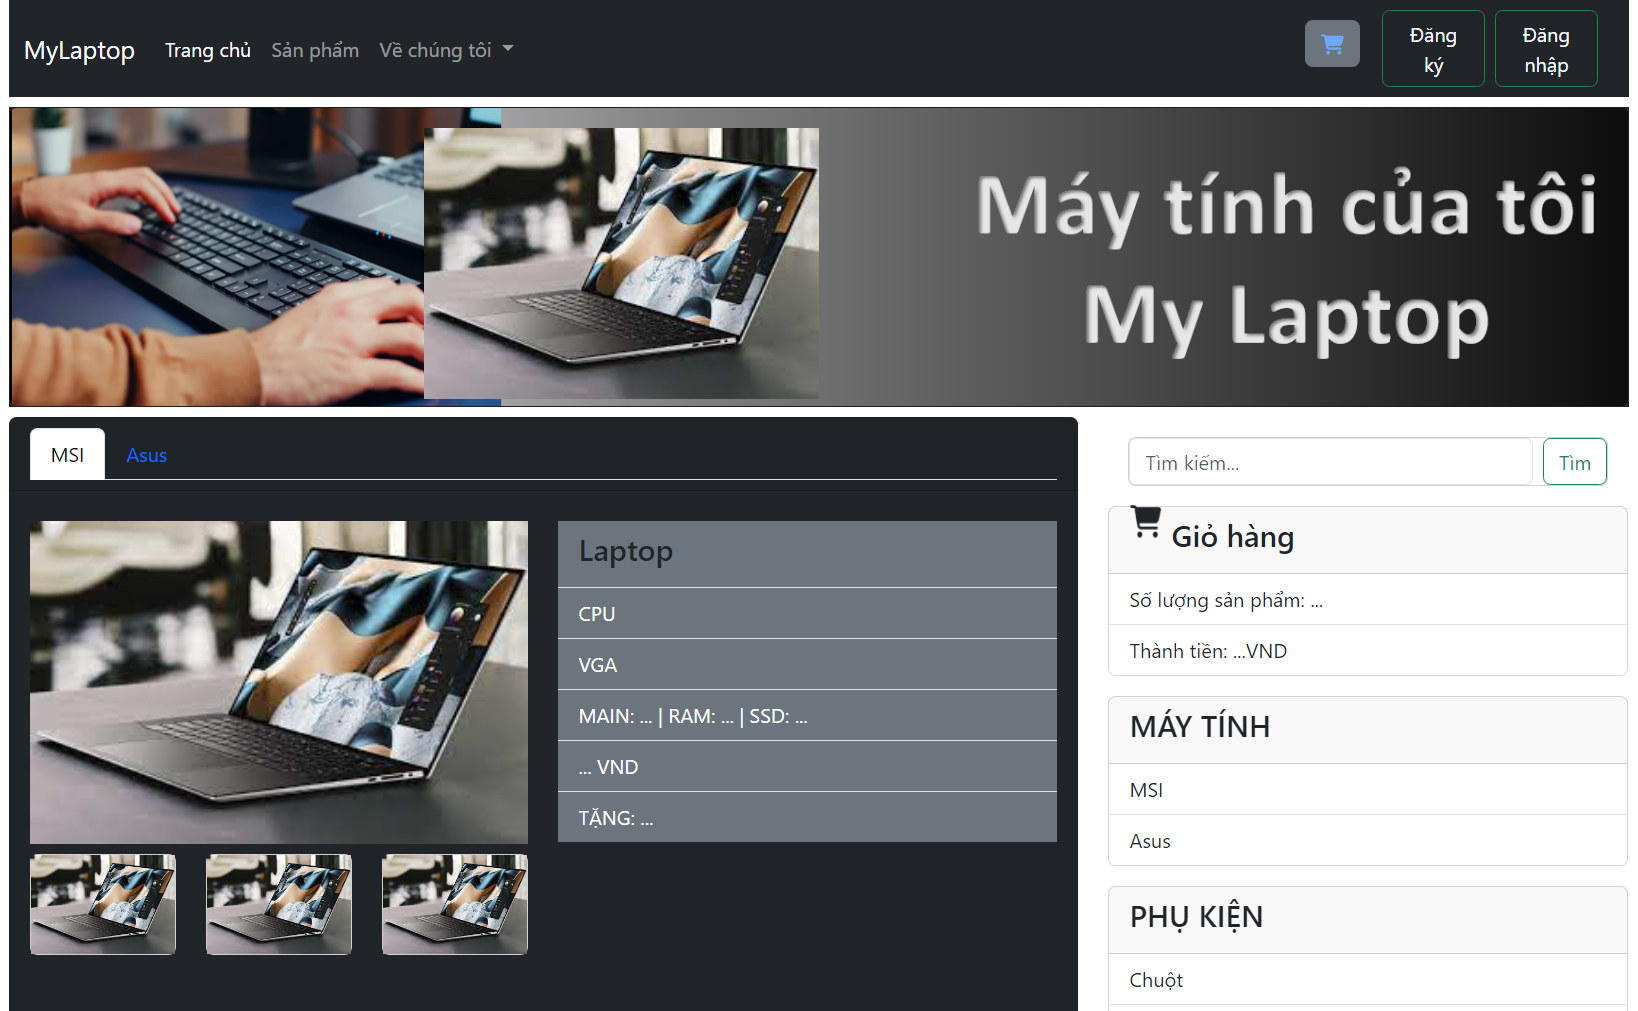 MyLaptop
Trang chủ
Sản phẩm
Về chúng tôi
Đăng
ký
Đăng
nhập
Máy tính của tôi
My Laptop
MSI
Asus
Laptop
CPU
VGA
MAIN: ... | RAM: ... | SSD: ...
... VND
TẶNG: ...
Tìm kiếm...
Tìm
Giỏ hàng
Số lượng sản phẩm: ...
Thành tiền: ...VND
MÁY TÍNH
MSI
Asus
PHỤ KIỆN
Chuột